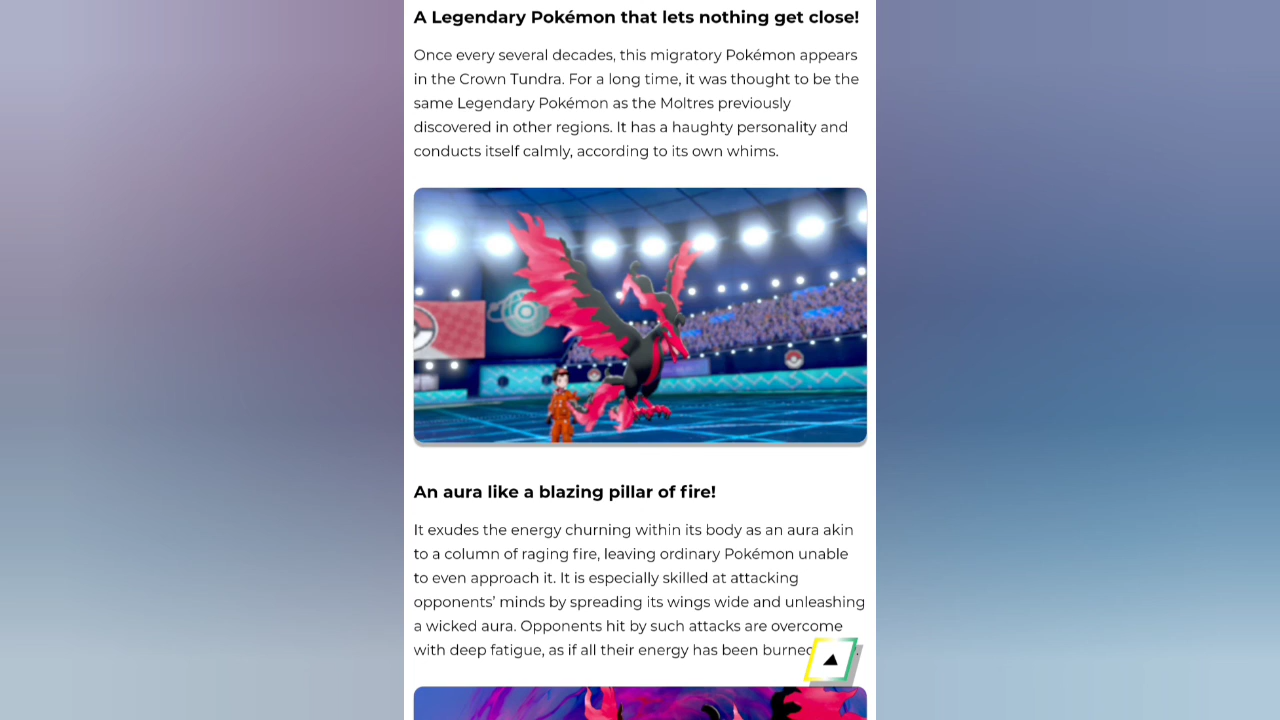 A Legendary Pokémon that lets nothing get close!
Once every several decades, this migratory Pokémon appears
in the Crown Tundra. For a long time, it was thought to be the
same Legendary Pokémon as the Moltres previously
discovered in other regions. It has a haughty personality and
conducts itself calmly, according to its own whims.
An aura like a blazing pillar of fire!
It exudes the energy churning within its body as an aura akin
to a column of raging fire, leaving ordinary Pokémon unable
to even approach it. It is especially skilled at attacking
opponents’ minds by spreading its wings wide and unleashing
a wicked aura. Opponents hit by such attacks are overcome
with deep fatigue, as if all their energy has been burned